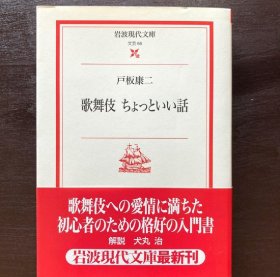 岩波現代文庫
文芸 66
戸板康二
歌舞伎 ちょっといい話
歌舞伎への愛情に満ちた
初心者のための格好の入門書
解説 犬丸 治
岩波現代文庫最新刊